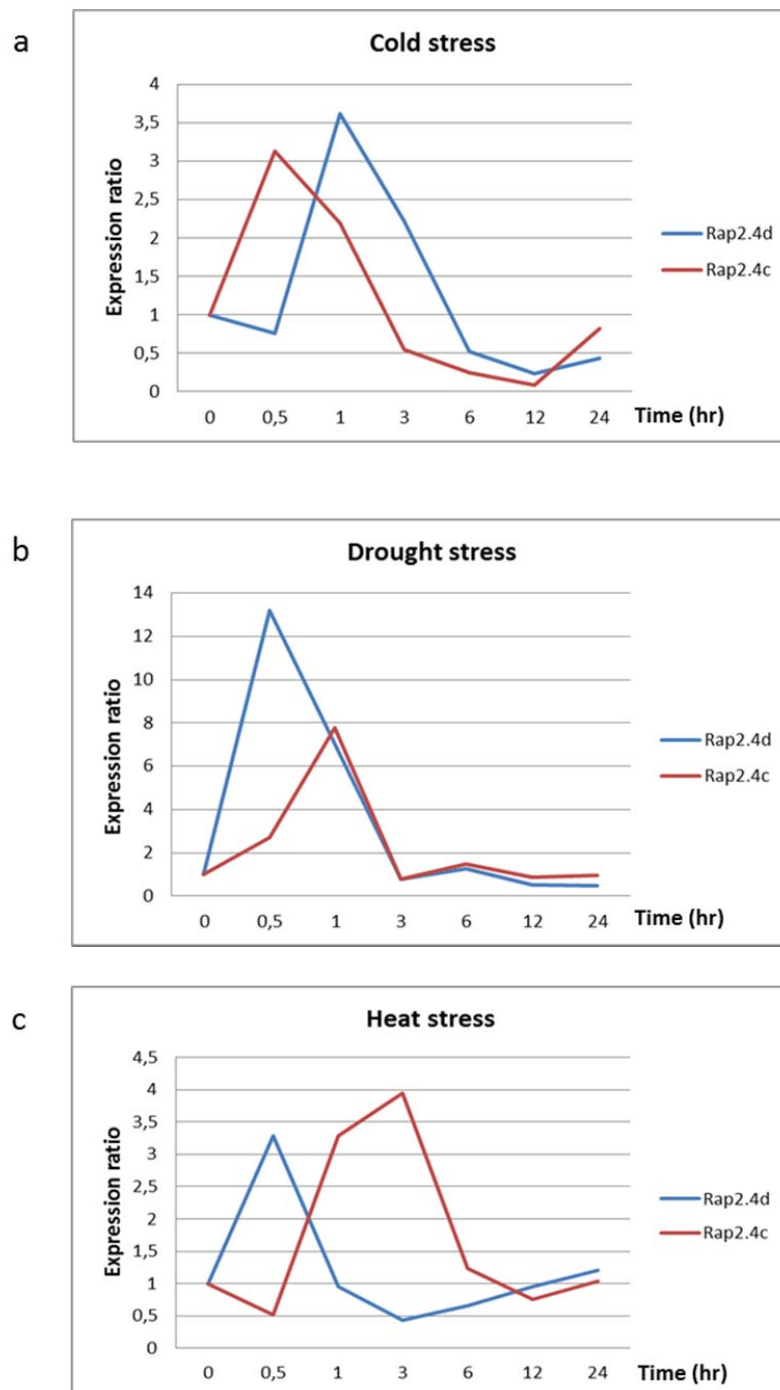 a
Cold stress
Expression ratio
4
3,5
3
2,5
2
1,5
1
0,5
0
0 0,5 1 3 6 12 24 Time (hr)
Rap2.4d
Rap2.4c
b
Drought stress
Expression ratio
14
12
10
8
6
4
2
0
0 0,5 1 3 6 12 24 Time (hr)
Rap2.4d
Rap2.4c
c
Heat stress
Expression ratio
4,5
4
3,5
3
2,5
2
1,5
1
0,5
0
0 0,5 1 3 6 12 24 Time (hr)
Rap2.4d
Rap2.4c